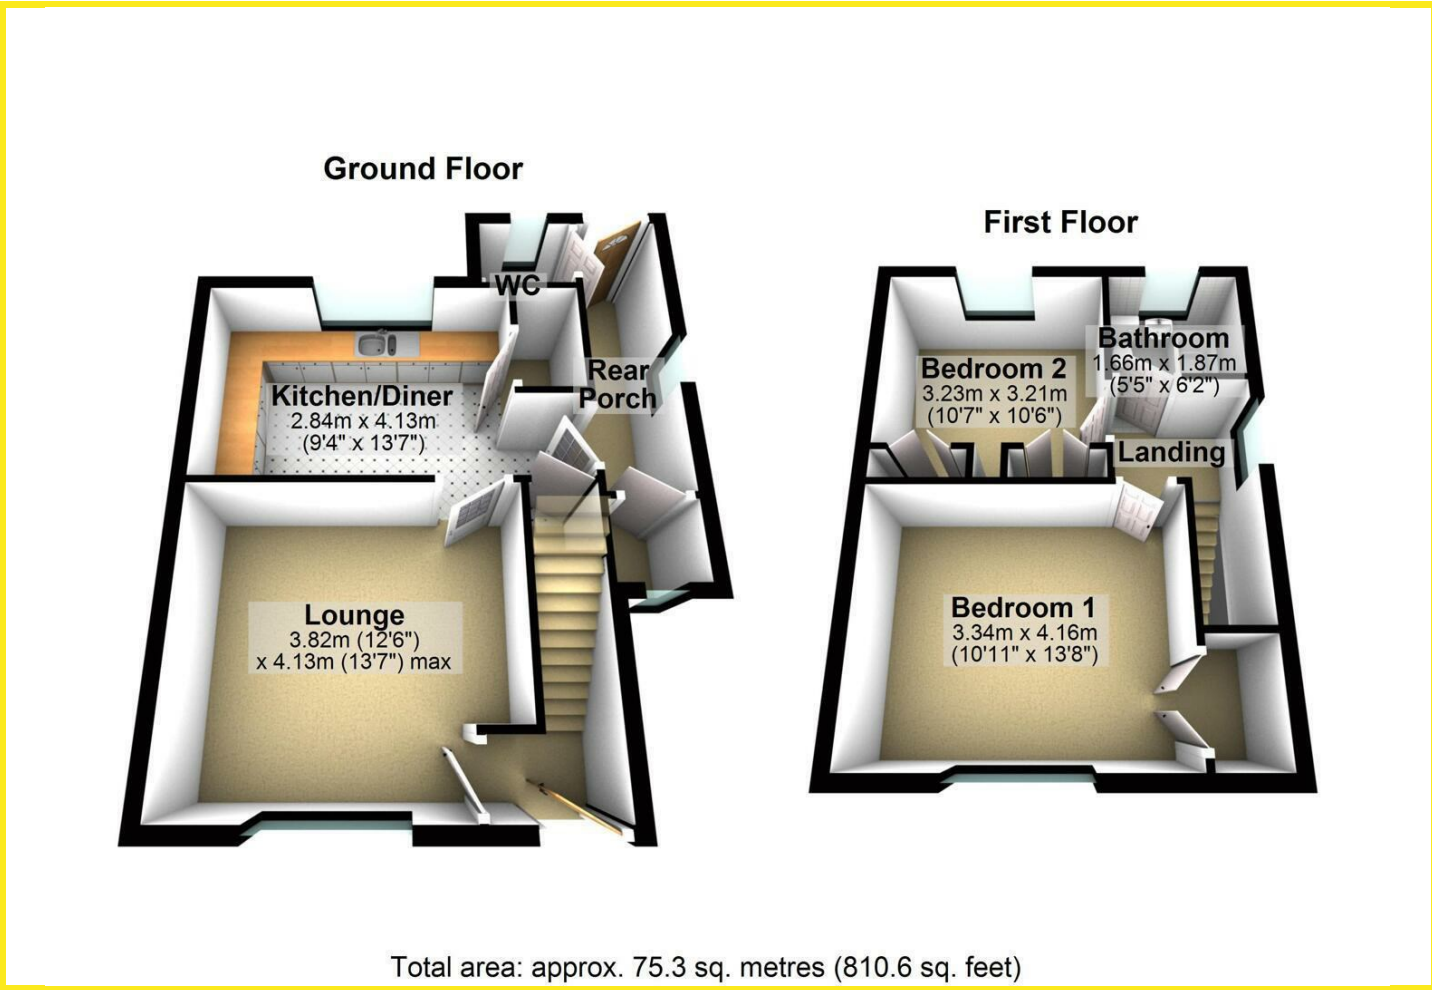 Ground Floor
WC
Rear
Porch
Kitchen/Diner
2.84m x 4.13m
(9'4" x 13'7")
Lounge
3.82m (12'6")
x 4.13m (13'7") max
First Floor
Bathroom
1.66m x 1.87m
(5'5" x 6'2")
Bedroom 2
3.23m x 3.21m
(10'7" x 10'6")
Landing
Bedroom 1
3.34m x 4.16m
(10'11" x 13'8")
Total area: approx. 75.3 sq. metres (810.6 sq. feet)